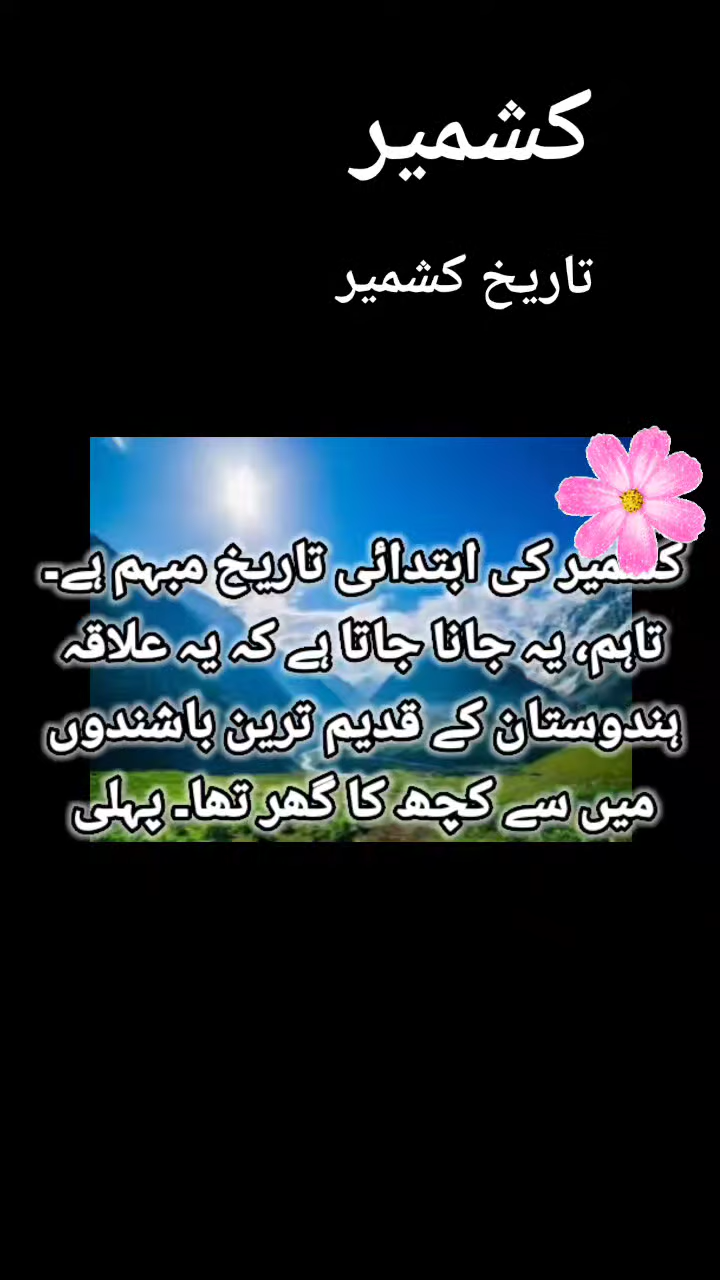 کشمیر
تاریخ کشمیر
کشمیر کی ابتدائی تاریخ مبہم ہے۔
تاہم، یہ جانا جاتا ہے کہ یہ علاقہ
ہندوستان کے قدیم ترین باشندوں
میں سے کچھ کا گھر تھا۔ پہلی